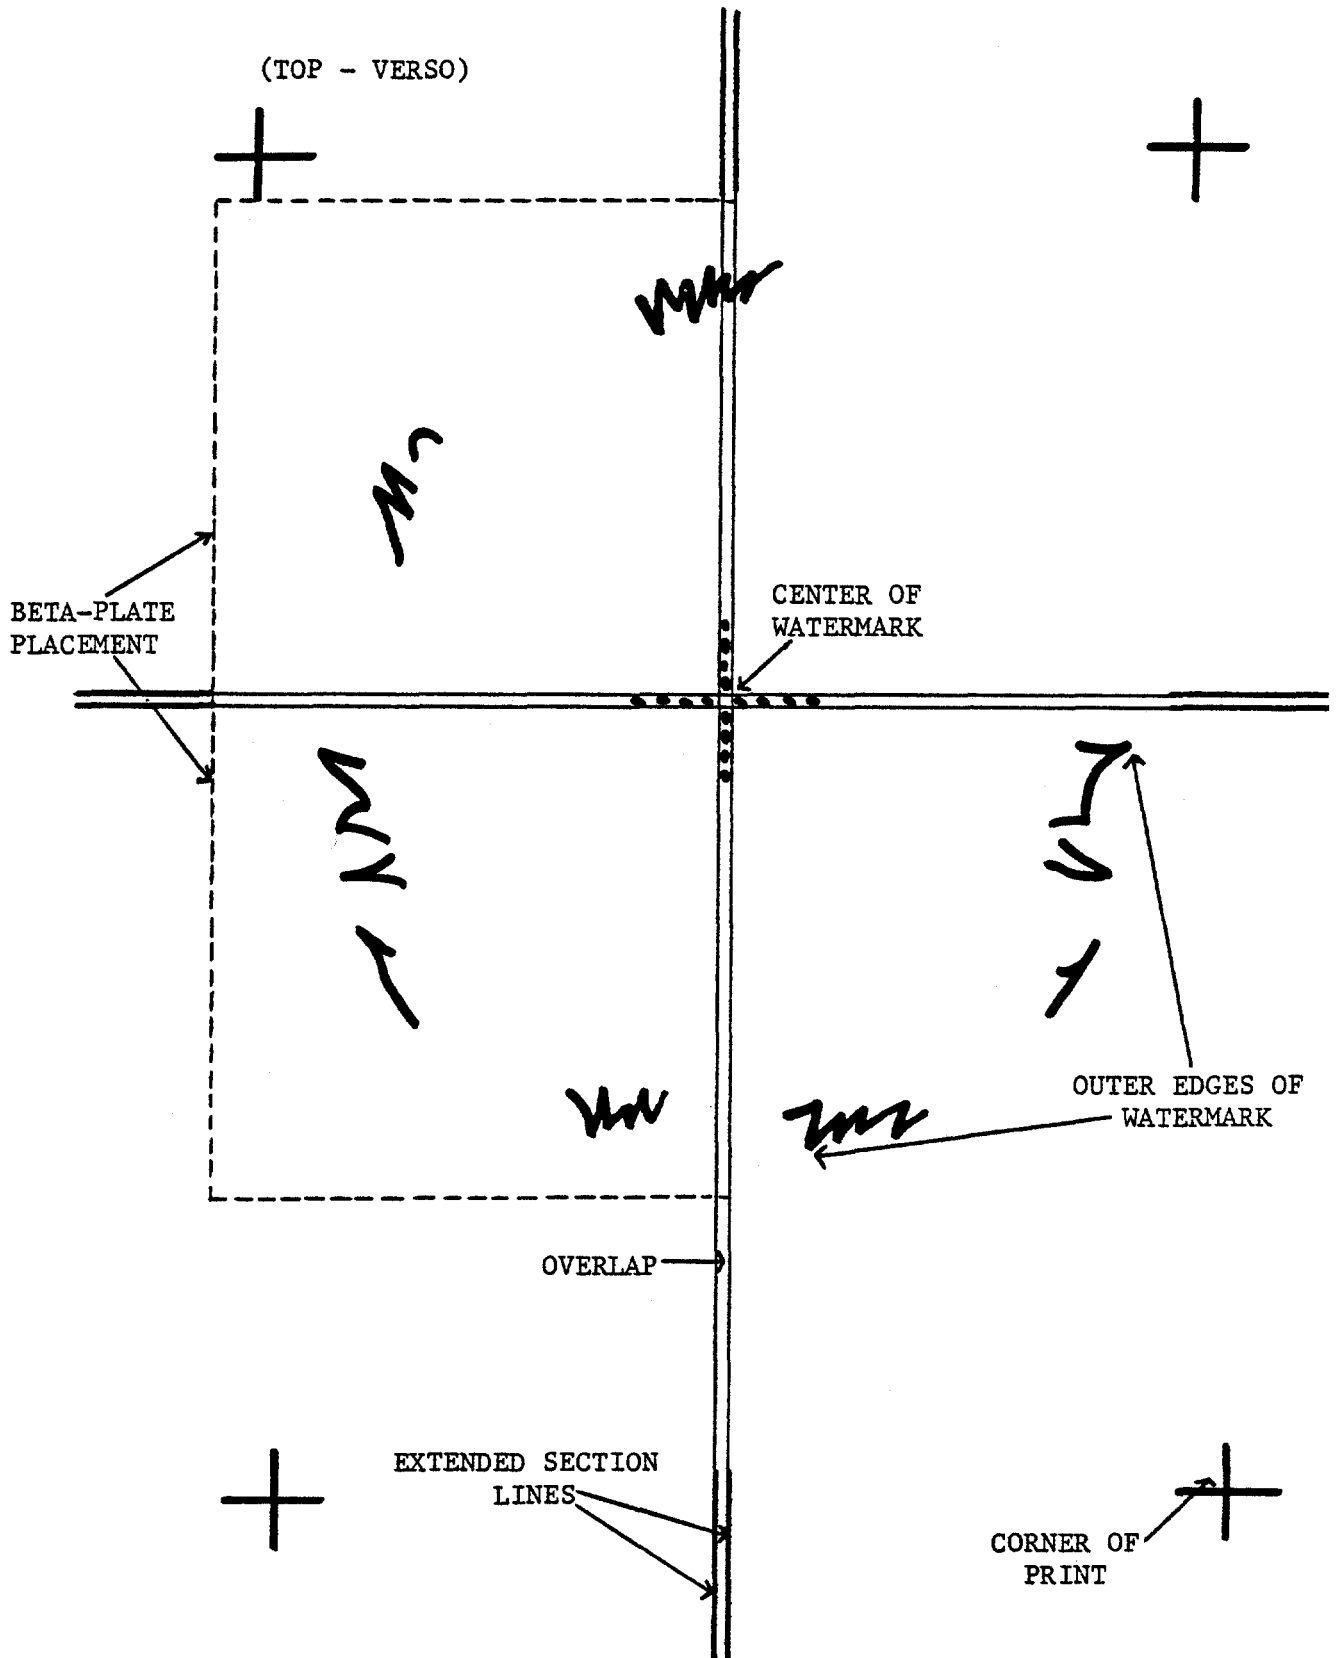 (TOP - VERSO)
CENTER OF
WATERMARK
BETA-PLATE
PLACEMENT
OUTER EDGES OF
WATERMARK
OVERLAP
EXTENDED SECTION
LINES
CORNER OF
PRINT